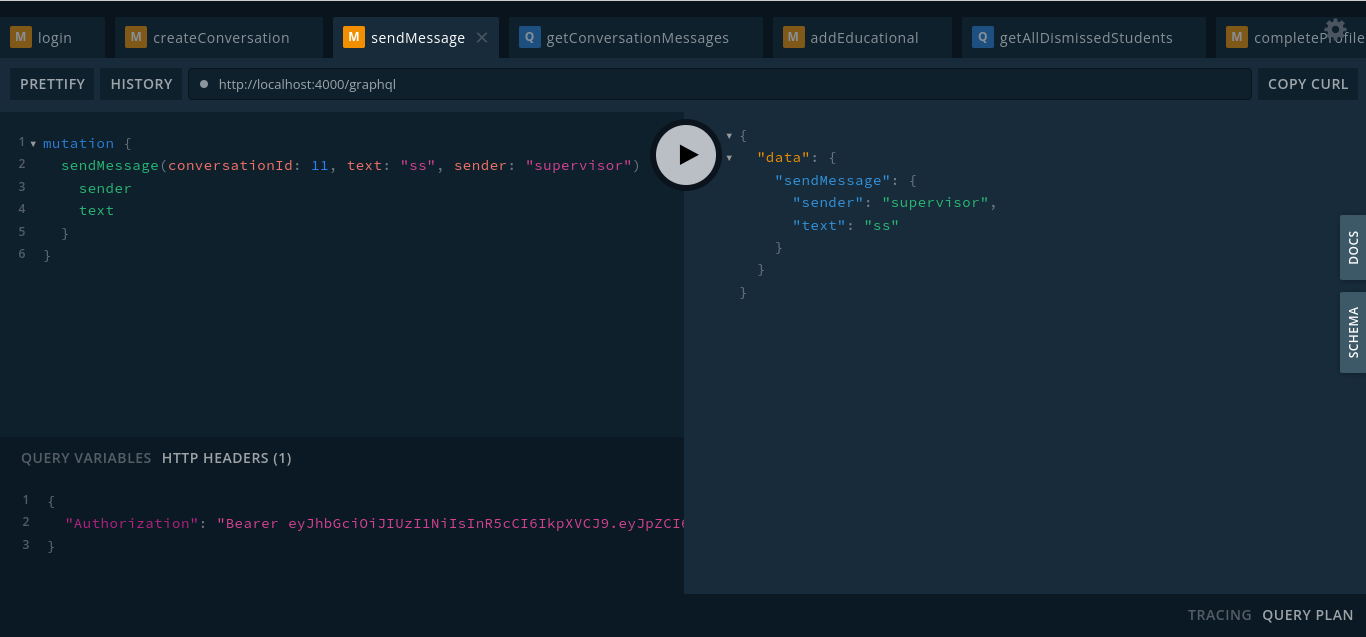 M login M createConversation M sendMessage × Q getConversationMessages M addEducational Q getAllDismissedStudents M completeProfile
PRETTIFY HISTORY http://localhost:4000/graphql COPY CURL
1 mutation {
2 sendMessage(conversationId: 11, text: "ss", sender: "supervisor")
3 sender
4 text
5 }
6 }
{
"data": {
"sendMessage": {
"sender": "supervisor",
"text": "ss"
}
}
}
DOCS
SCHEMA
QUERY VARIABLES HTTP HEADERS (1)
1 {
2 "Authorization": "Bearer eyJhbGciOiJIUzI1NiIsInR5cCI6IkpXVCJ9.eyJpZCI6
3 }
TRACING QUERY PLAN